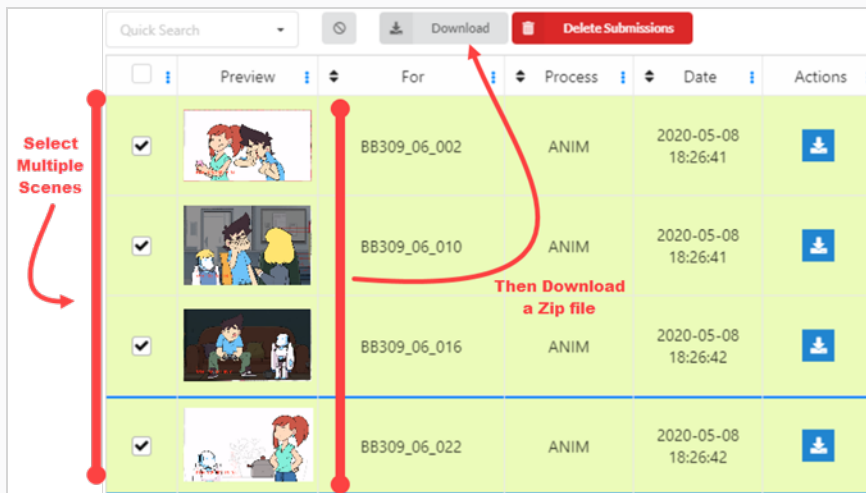 Quick Search
Download
Delete Submissions
Preview
For
Process
Date
Actions
Select
Multiple
Scenes
BB309_06_002
ANIM
2020-05-08
18:26:41
BB309_06_010
ANIM
2020-05-08
18:26:41
Then Download
a Zip file
BB309_06_016
ANIM
2020-05-08
18:26:42
BB309_06_022
ANIM
2020-05-08
18:26:42